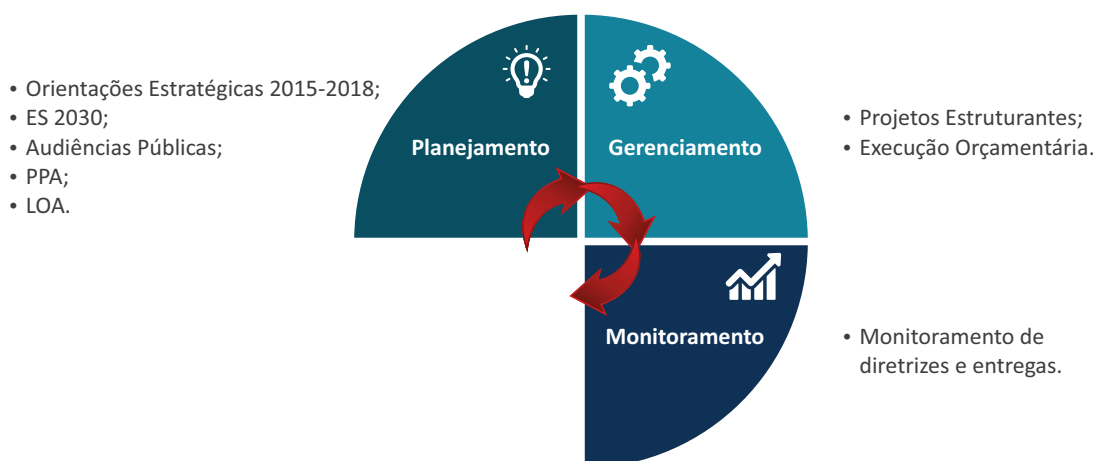 • Orientações Estratégicas 2015-2018;
• ES 2030;
• Audiências Públicas;
• PPA;
• LOA.
Planejamento
Gerenciamento
• Projetos Estruturantes;
• Execução Orçamentária.
Monitoramento
• Monitoramento de
diretrizes e entregas.